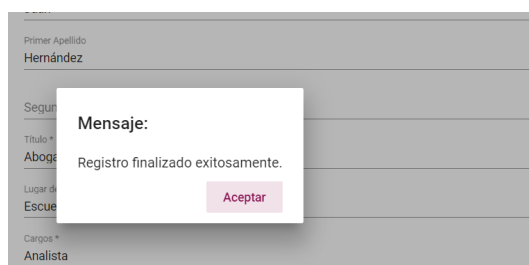 Primer Apellido
Hernández
Mensaje:
Título *
Registro finalizado exitosamente.
Aceptar
Cargos *
Analista